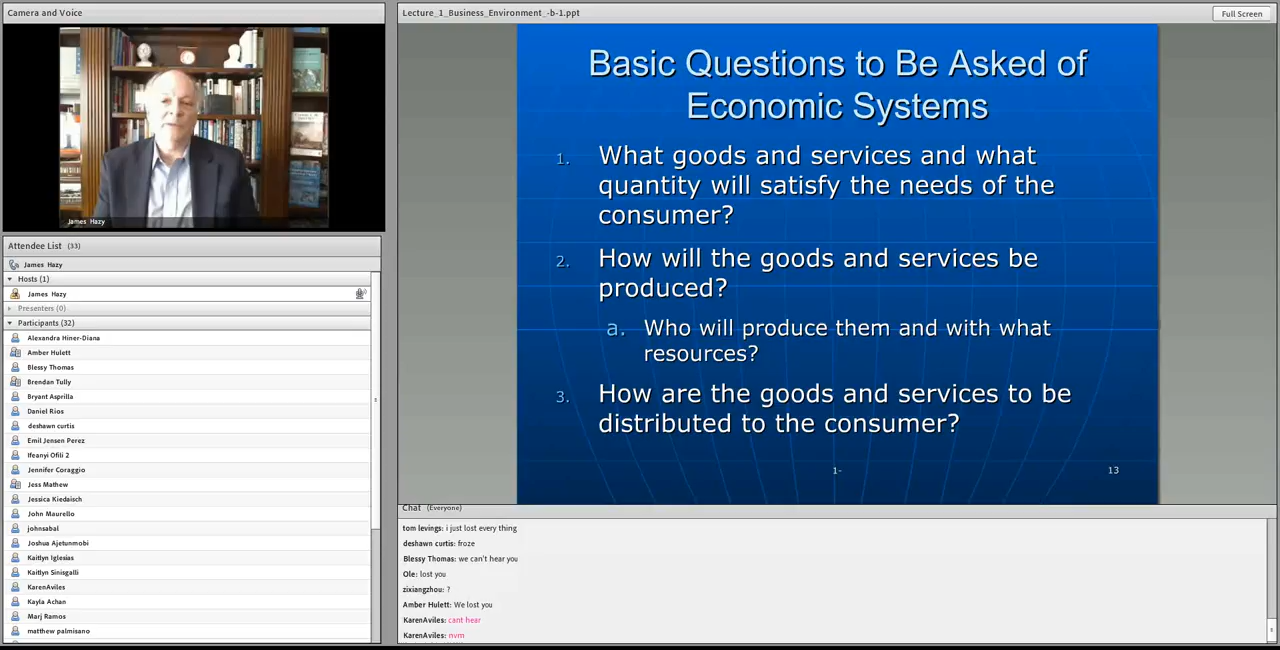 Camera and Voice
James Hazy
Attendee List (33)
James Hazy
Hosts (1)
James Hazy
Presenters (0)
Participants (32)
Alexandra Hiner-Diana
Amber Hulett
Blessy Thomas
Brendan Tully
Bryant Asprilla
Daniel Rios
deshawn curtis
Emil Jensen Perez
Ifeanyi Ofili 2
Jennifer Coraggio
Jess Mathew
Jessica Kiedaisch
John Maurello
johnsabal
Joshua Ajetunmobi
Kaitlyn Iglesias
Kaitlyn Sinisgalli
KarenAviles
Kayla Achan
Marj Ramos
matthew palmisano
Lecture_1_Business_Environment_-b-1.ppt
Full Screen
Basic Questions to Be Asked of
Economic Systems
1. What goods and services and what
quantity will satisfy the needs of the
consumer?
2. How will the goods and services be
produced?
a. Who will produce them and with what
resources?
3. How are the goods and services to be
distributed to the consumer?
1-
13
Chat (Everyone)
tom levings: i just lost every thing
deshawn curtis: froze
Blessy Thomas: we can't hear you
Ole: lost you
zixiangzhou: ?
Amber Hulett: We lost you
KarenAviles: cant hear
KarenAviles: nvm